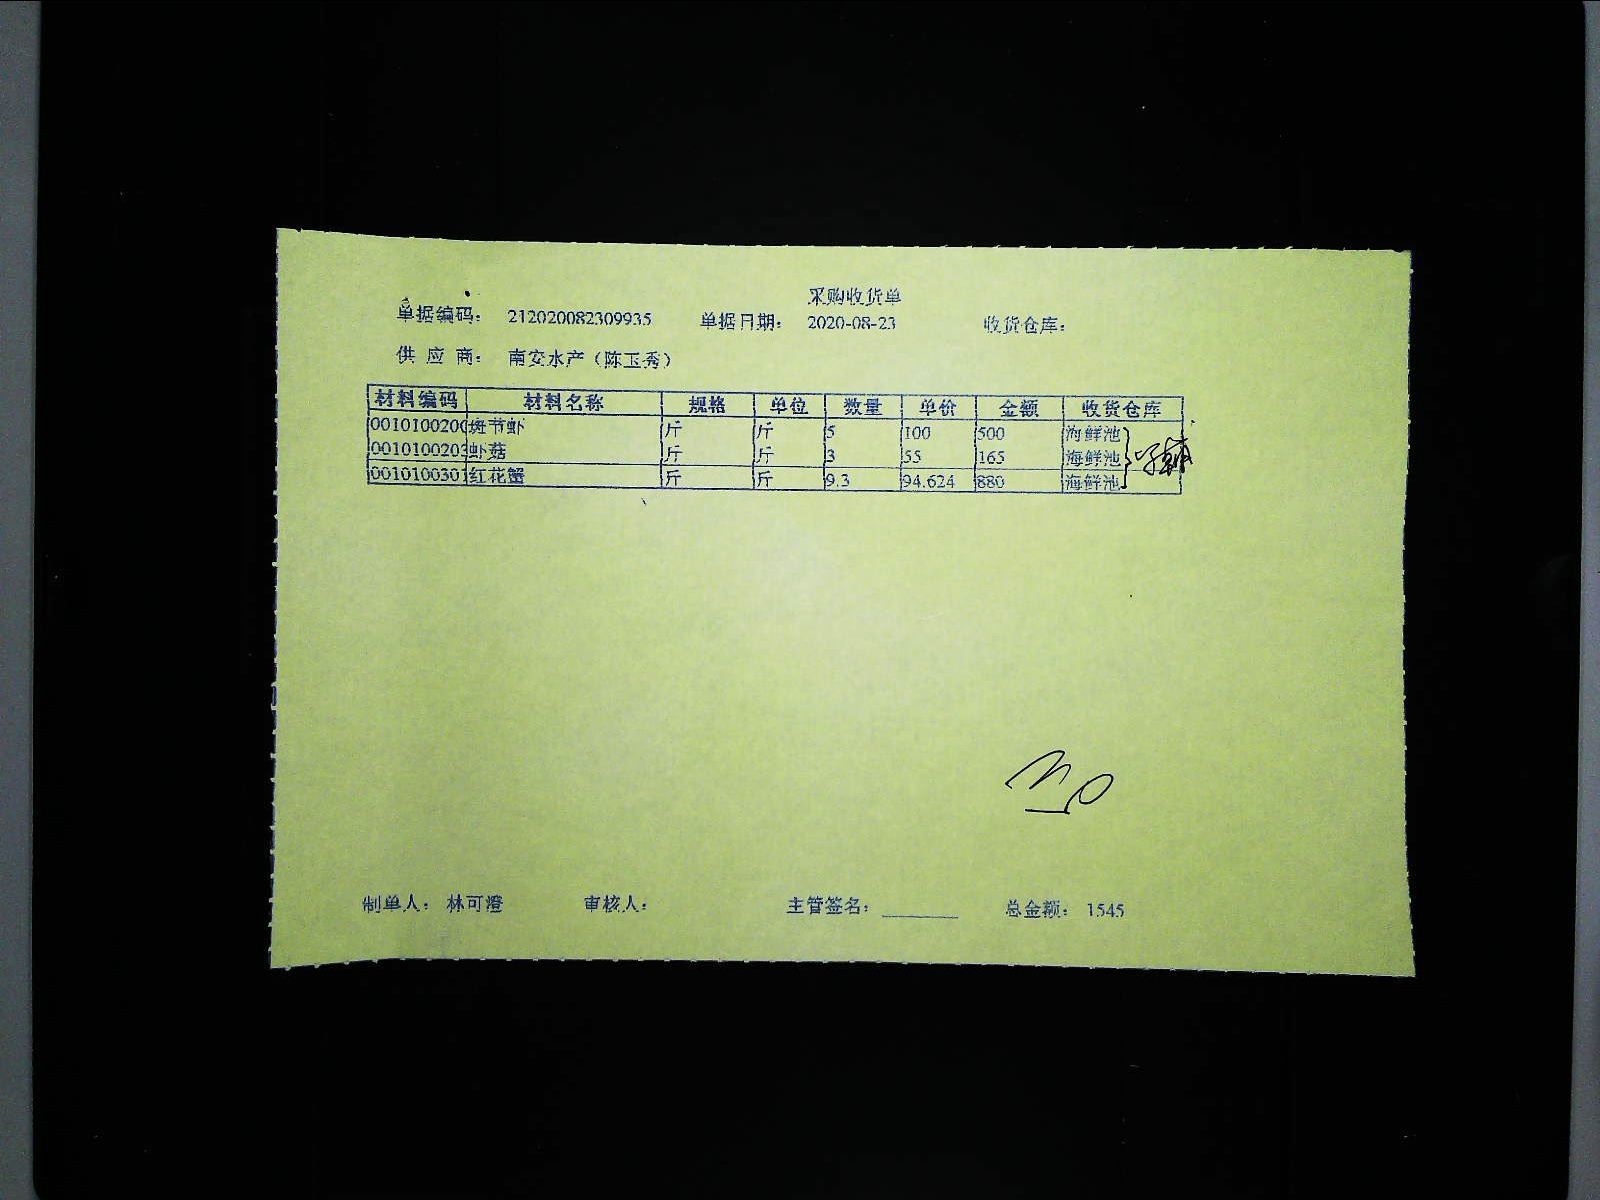 采购收货单
单据编码： 212020082309935 单据日期： 2020-08-23 收货仓库：
供 应 商： 南安水产（陈玉秀）
材料编码 材料名称 规格 单位 数量 单价 金额 收货仓库
0010100200 斑节虾 斤 斤 5 100 500 海鲜池
001010020 虾菇 斤 斤 3 55 165 海鲜池
001010030 红花蟹 斤 斤 9.3 94.624 880 海鲜池
制单人： 林可澄 审核人： 主管签名： 总金额： 1545